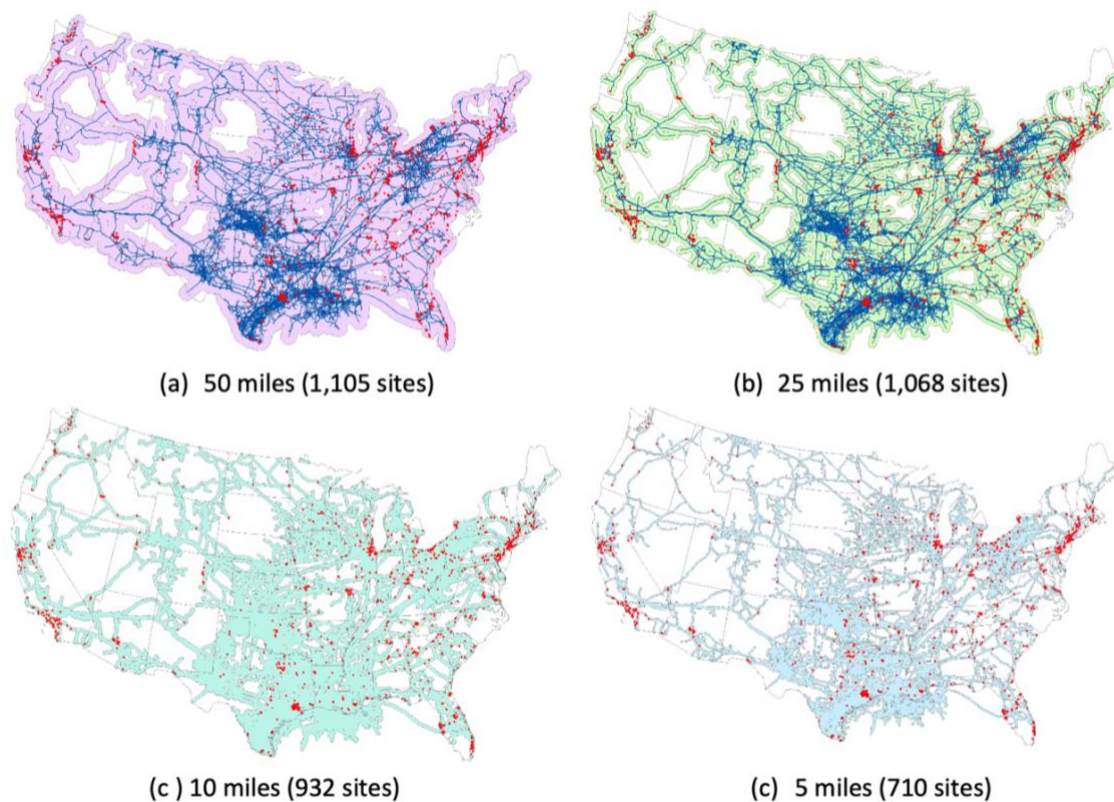 (a) 50 miles (1,105 sites)
(b) 25 miles (1,068 sites)
(c ) 10 miles (932 sites)
(c) 5 miles (710 sites)